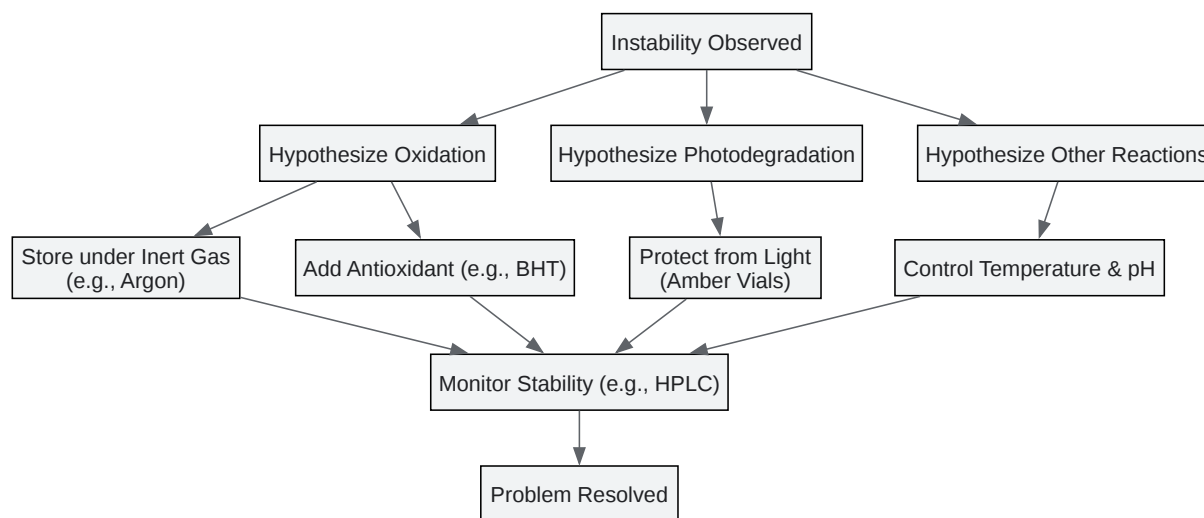 Instability Observed
Hypothesize Oxidation
Hypothesize Photodegradation
Hypothesize Other Reactions
Store under Inert Gas
(e.g., Argon)
Add Antioxidant (e.g., BHT)
Protect from Light
(Amber Vials)
Control Temperature & pH
Monitor Stability (e.g., HPLC)
Problem Resolved